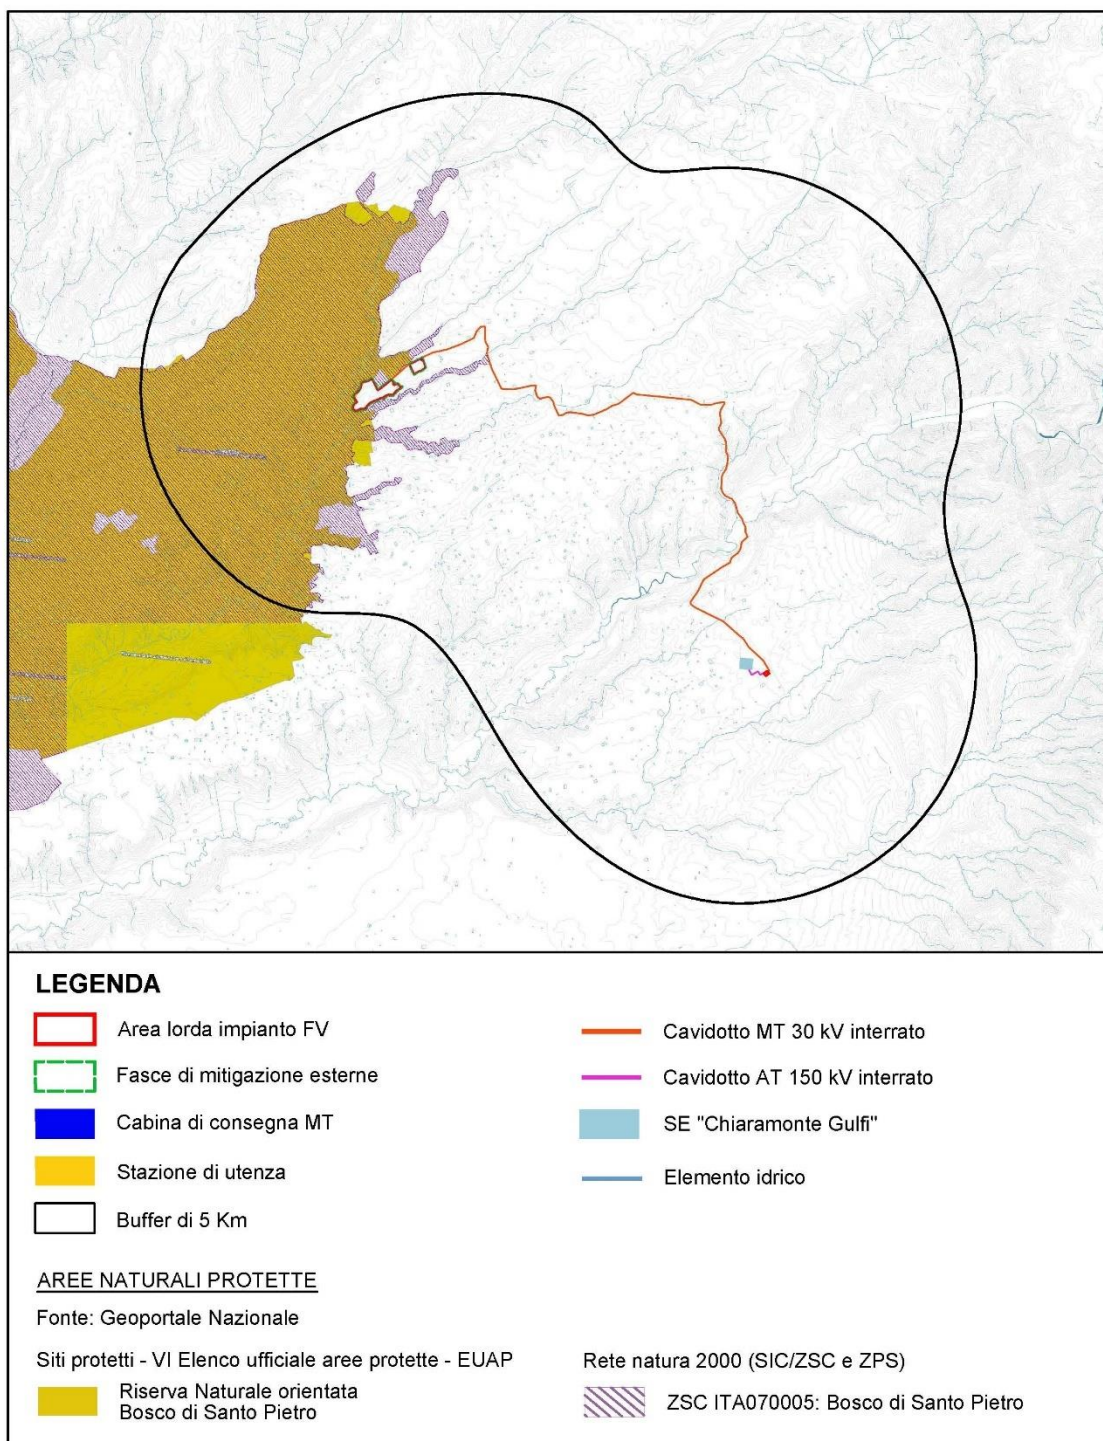 LEGENDA
Area lorda impianto FV
Fasce di mitigazione esterne
Cabina di consegna MT
Stazione di utenza
Buffer di 5 Km
Cavidotto MT 30 kV interrato
Cavidotto AT 150 kV interrato
SE "Chiaramonte Gulfi"
Elemento idrico
AREE NATURALI PROTETTE
Fonte: Geoportale Nazionale
Siti protetti - VI Elenco ufficiale aree protette - EUAP
Riserva Naturale orientata
Bosco di Santo Pietro
Rete natura 2000 (SIC/ZSC e ZPS)
ZSC ITA070005: Bosco di Santo Pietro